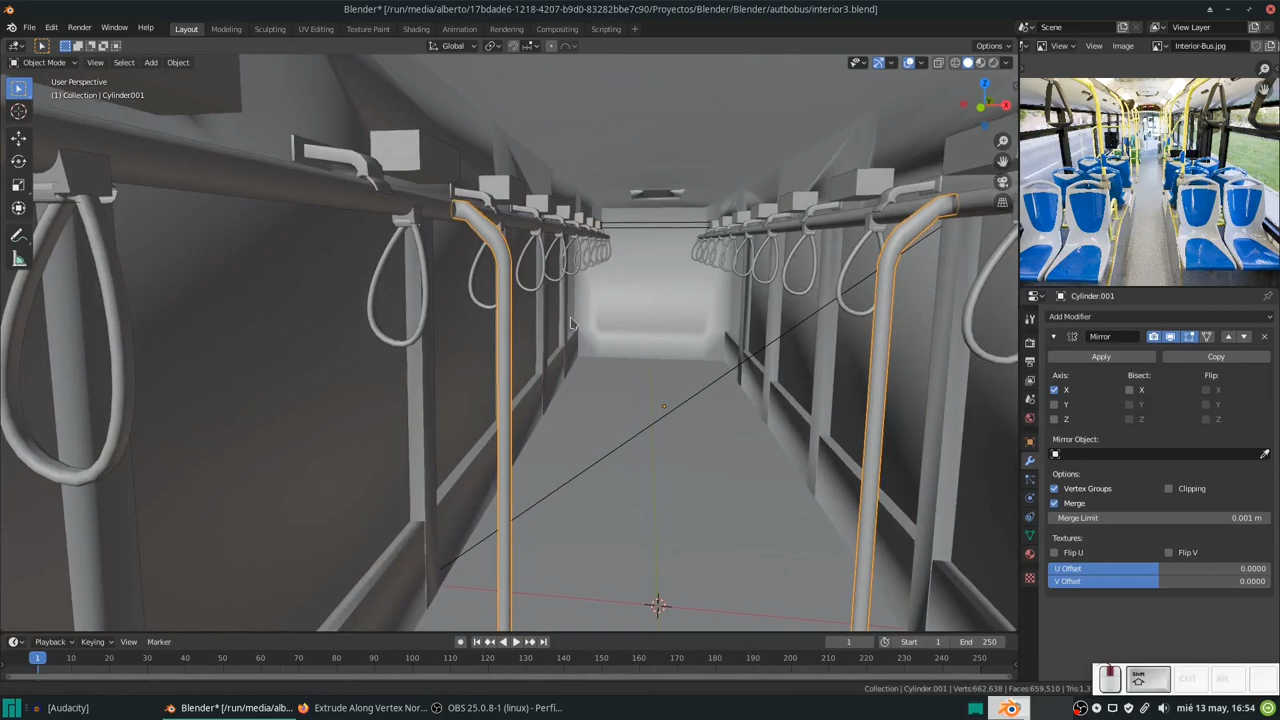 Blender* [/run/media/alberto/17bdade6-1218-4207-b9d0-83282bbe7c90/Proyectos/Blender/Blender/autbobus/interior3.blend]
File Edit Render Window Help Layout Modeling Sculpting UV Editing Texture Paint Shading Animation Rendering Compositing Scripting + Scene View Layer
Global Options View View Image Interior-Bus.jpg
Object Mode View Select Add Object
User Perspective
(1) Collection | Cylinder.001
Z
X
Cylinder.001
Add Modifier
Mirror
Apply Copy
Axis: Bisect: Flip:
X X X
Y Y Y
Z Z Z
Mirror Object:
Options:
Vertex Groups Clipping
Merge
Merge Limit 0.001 m
Textures:
Flip U Flip V
U Offset 0.0000
V Offset 0.0000
Playback Keying View Marker 1 Start 1 End 250
1 10 20 30 40 50 60 70 80 90 100 110 120 130 140 150 160 170 180 190 200 210 220 230 240 250
Shift Ctrl Alt
Collection | Cylinder.001 | Verts:662,638 | Faces:659,510 | Tris:1,3
[Audacity] Blender* [/run/media/alb... [Extrude Along Vertex Nor... OBS 25.0.8-1 (linux) - Perfi... mié 13 may, 16:54